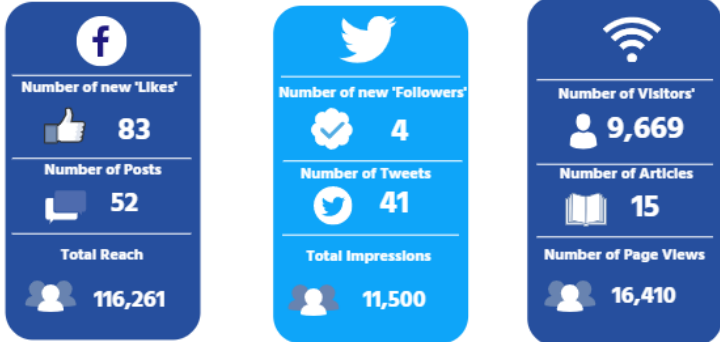 f
Number of new 'Likes'
83
Number of Posts
52
Total Reach
116,261
Number of new 'Followers'
4
Number of Tweets
41
Total Impressions
11,500
Number of Visitors'
9,669
Number of Articles
15
Number of Page Views
16,410